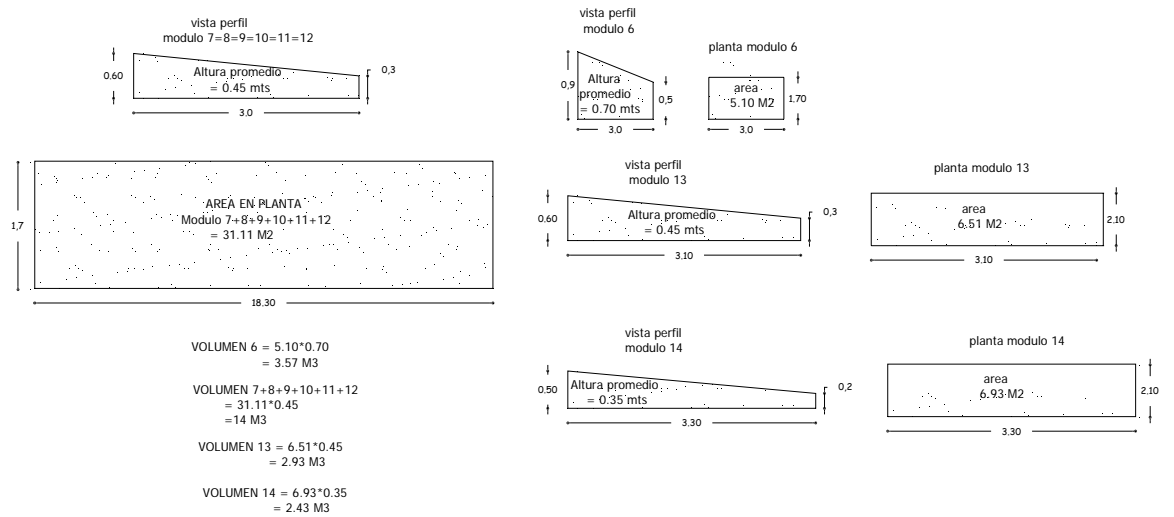 vista perfil
modulo 7=8=9=10=11=12
0,60
Altura promedio
= 0.45 mts
0,3
3,0
1,7
AREA EN PLANTA
Modulo 7+8+9+10+11+12
= 31.11 M2
18,30
VOLUMEN 6 = 5.10*0.70
= 3.57 M3
VOLUMEN 7+8+9+10+11+12
= 31.11*0.45
=14 M3
VOLUMEN 13 = 6.51*0.45
= 2.93 M3
VOLUMEN 14 = 6.93*0.35
= 2.43 M3
vista perfil
modulo 6
0,9
Altura
promedio
= 0.70 mts
0,5
3,0
planta modulo 6
area
5.10 M2
1,70
3,0
vista perfil
modulo 13
0,60
Altura promedio
= 0.45 mts
0,3
3,10
planta modulo 13
area
6.51 M2
2,10
3,10
vista perfil
modulo 14
0,50
Altura promedio
= 0.35 mts
0,2
3,30
planta modulo 14
area
6.93 M2
2,10
3,30